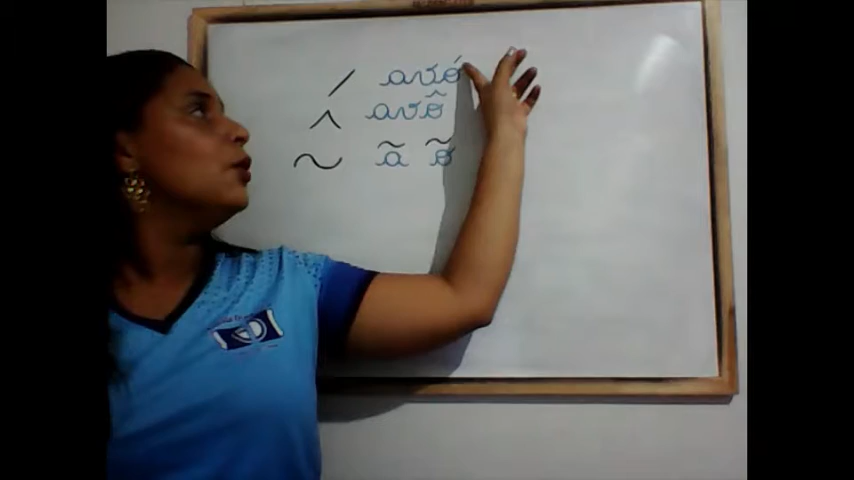 ´ avó
^ avô
~ ã õ